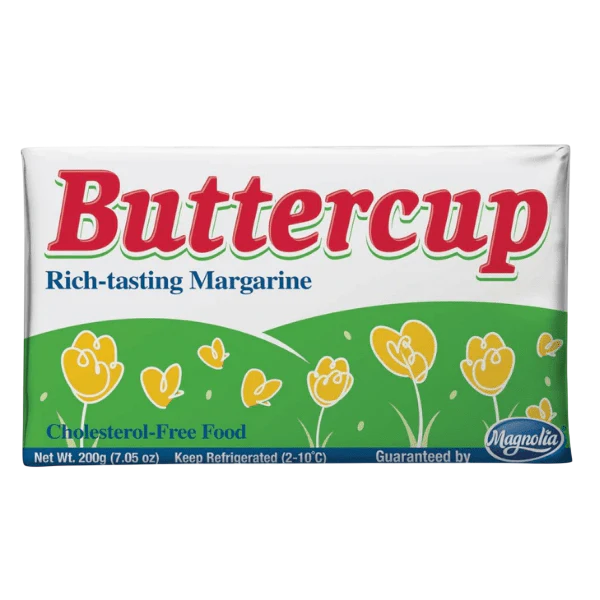 Buttercup
Rich-tasting Margarine
Cholesterol-Free Food
Net Wt. 200g (7.05 oz) Keep Refrigerated (2-10°C) Guaranteed by Magnolia